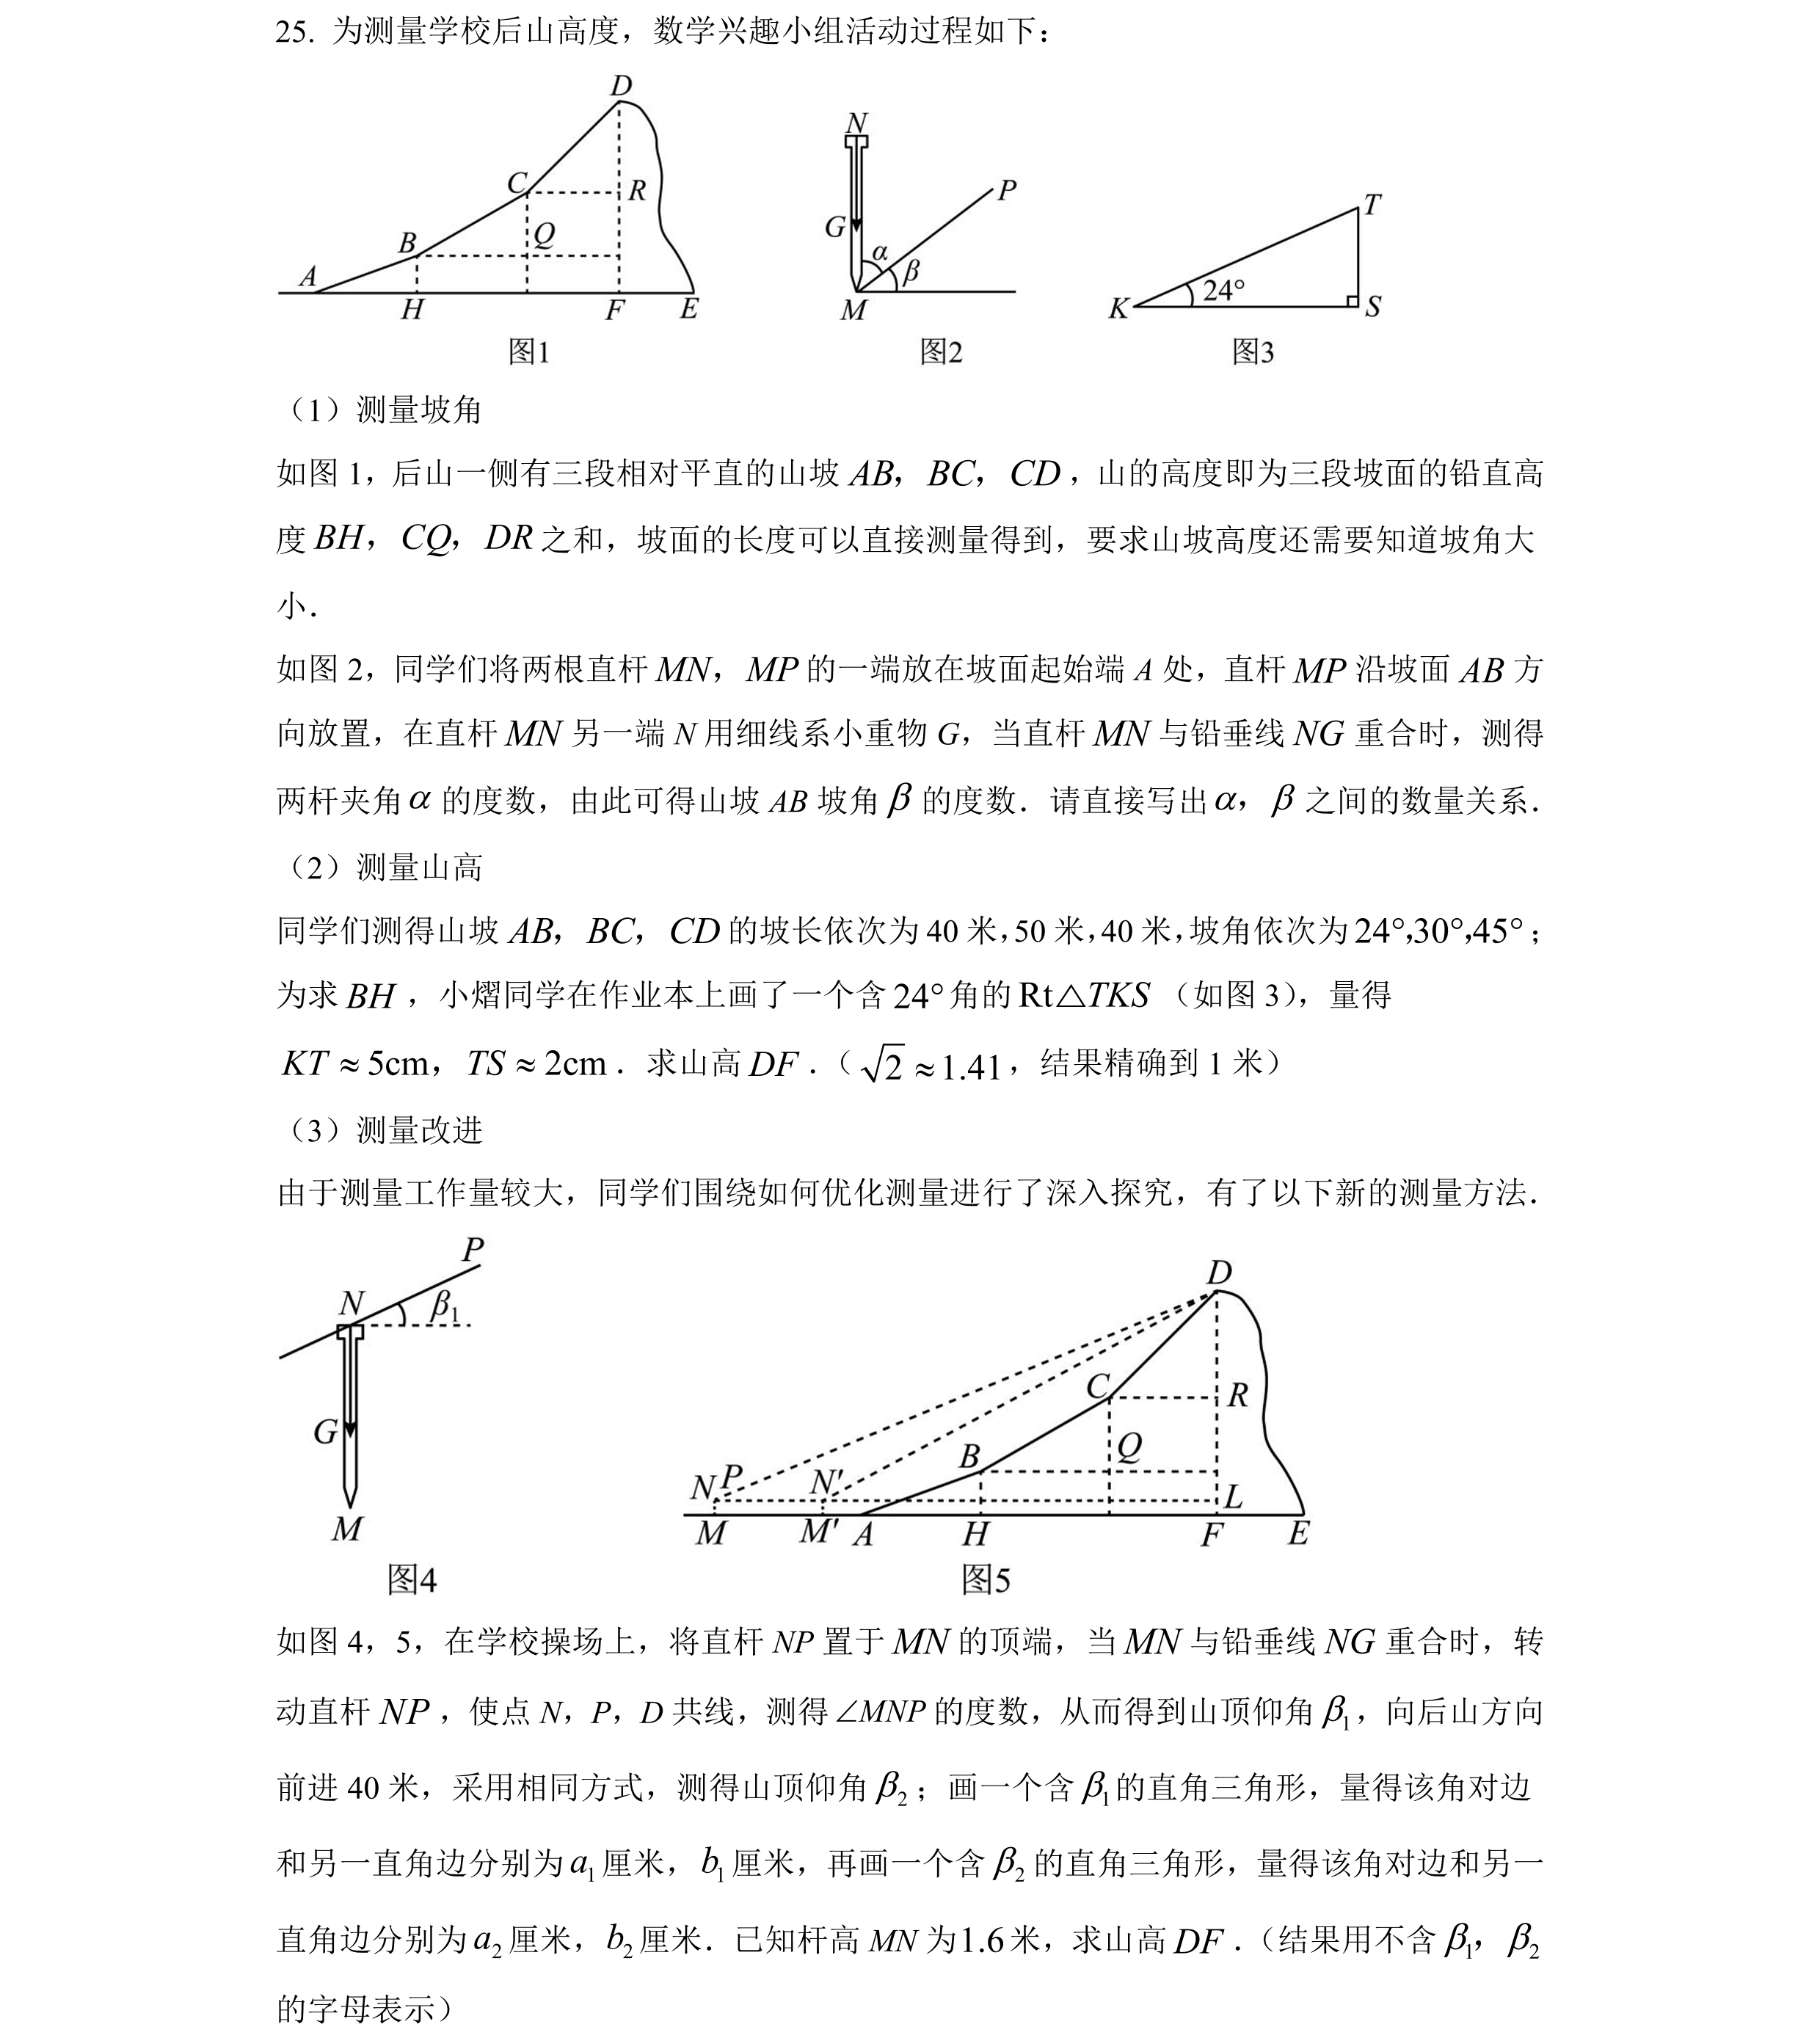 25. 为测量学校后山高度，数学兴趣小组活动过程如下：
D
C
R
B
Q
A
H
F
E
图1
N
P
G
α
β
M
图2
T
K
24°
S
图3
（1）测量坡角
如图 1，后山一侧有三段相对平直的山坡 AB，BC，CD，山的高度即为三段坡面的铅直高
度 BH，CQ，DR 之和，坡面的长度可以直接测量得到，要求山坡高度还需要知道坡角大
小．
如图 2，同学们将两根直杆 MN，MP 的一端放在坡面起始端 A 处，直杆 MP 沿坡面 AB 方
向放置，在直杆 MN 另一端 N 用细线系小重物 G，当直杆 MN 与铅垂线 NG 重合时，测得
两杆夹角 α 的度数，由此可得山坡 AB 坡角 β 的度数．请直接写出 α，β 之间的数量关系．
（2）测量山高
同学们测得山坡 AB，BC，CD 的坡长依次为 40 米，50 米，40 米，坡角依次为 24°,30°,45°；
为求 BH，小熠同学在作业本上画了一个含 24° 角的 Rt△TKS（如图 3），量得
KT ≈ 5cm，TS ≈ 2cm．求山高 DF．（√2 ≈ 1.41，结果精确到 1 米）
（3）测量改进
由于测量工作量较大，同学们围绕如何优化测量进行了深入探究，有了以下新的测量方法．
P
N
β₁
G
M
图4
D
C
R
B
Q
N
P
N′
L
M
M′
A
H
F
E
图5
如图 4，5，在学校操场上，将直杆 NP 置于 MN 的顶端，当 MN 与铅垂线 NG 重合时，转
动直杆 NP，使点 N，P，D 共线，测得 ∠MNP 的度数，从而得到山顶仰角 β₁，向后山方向
前进 40 米，采用相同方式，测得山顶仰角 β₂；画一个含 β₁ 的直角三角形，量得该角对边
和另一直角边分别为 a₁ 厘米，b₁ 厘米，再画一个含 β₂ 的直角三角形，量得该角对边和另一
直角边分别为 a₂ 厘米，b₂ 厘米．已知杆高 MN 为 1.6 米，求山高 DF．（结果用不含 β₁，β₂
的字母表示）